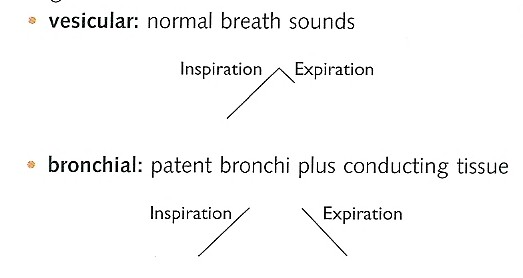 • vesicular: normal breath sounds
Inspiration Expiration
• bronchial: patent bronchi plus conducting tissue
Inspiration Expiration